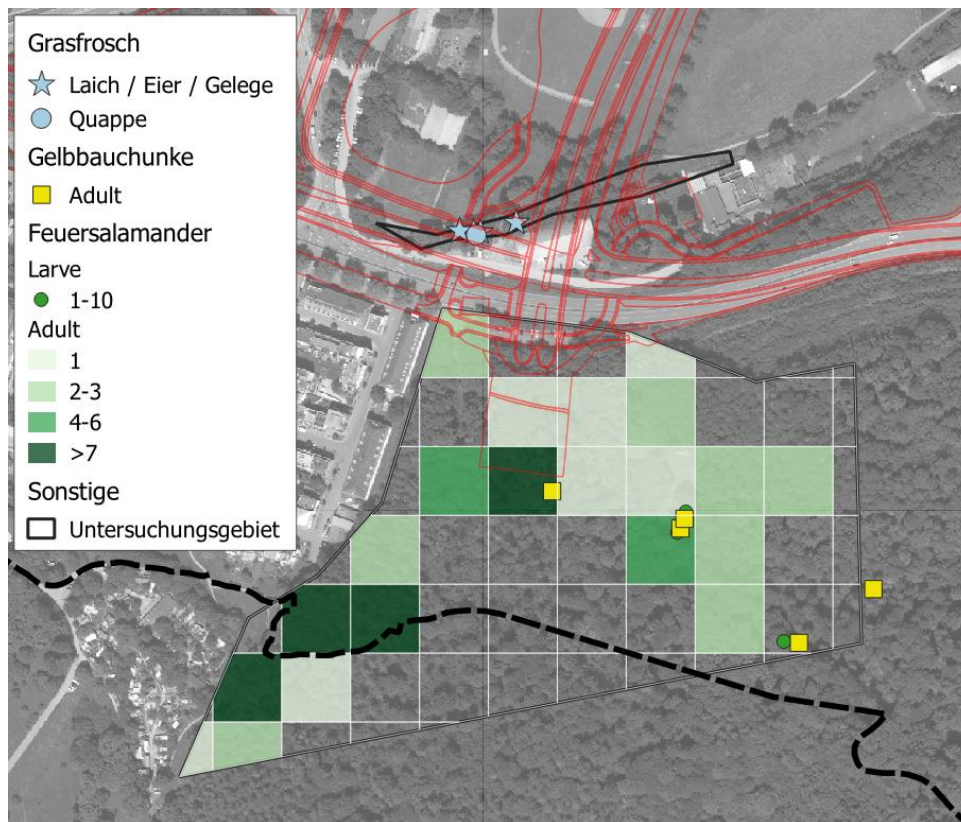 Grasfrosch
Laich / Eier / Gelege
Quappe
Gelbbauchunke
Adult
Feuersalamander
Larve
1-10
Adult
1
2-3
4-6
>7
Sonstige
Untersuchungsgebiet